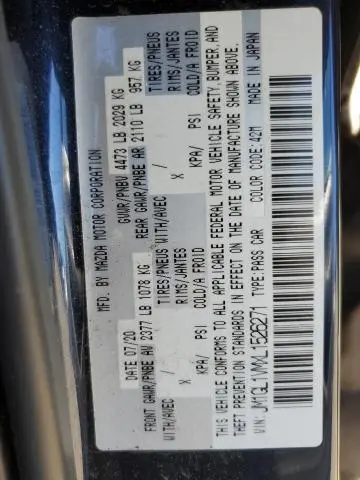 MFD. BY MAZDA MOTOR CORPORATION
DATE 07/20 GVWR/PNBV 4473 LB 2029 KG
FRONT GAWR/PNBE AV 2377 LB 1078 KG REAR GAWR/PNBE AR 2110 LB 957 KG
WITH/AVEC TIRES/PNEUS WITH/AVEC TIRES/PNEUS
X RIMS/JANTES X RIMS/JANTES
/ KPA/ PSI COLD/A FROID / KPA/ PSI COLD/A FROID
THIS VEHICLE CONFORMS TO ALL APPLICABLE FEDERAL MOTOR VEHICLE SAFETY, BUMPER, AND
THEFT PREVENTION STANDARDS IN EFFECT ON THE DATE OF MANUFACTURE SHOWN ABOVE.
VIN: JM1GL1VMXL1526271 TYPE: PASS CAR COLOR CODE: 42M MADE IN JAPAN